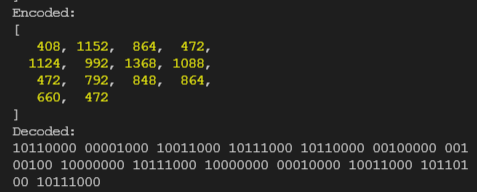 Encoded:
[
408, 1152, 864, 472,
1124, 992, 1368, 1088,
472, 792, 848, 864,
660, 472
]
Decoded:
10110000 00001000 10011000 10111000 10110000 00100000 001
00100 10000000 10111000 10000000 00010000 10011000 101101
00 10111000